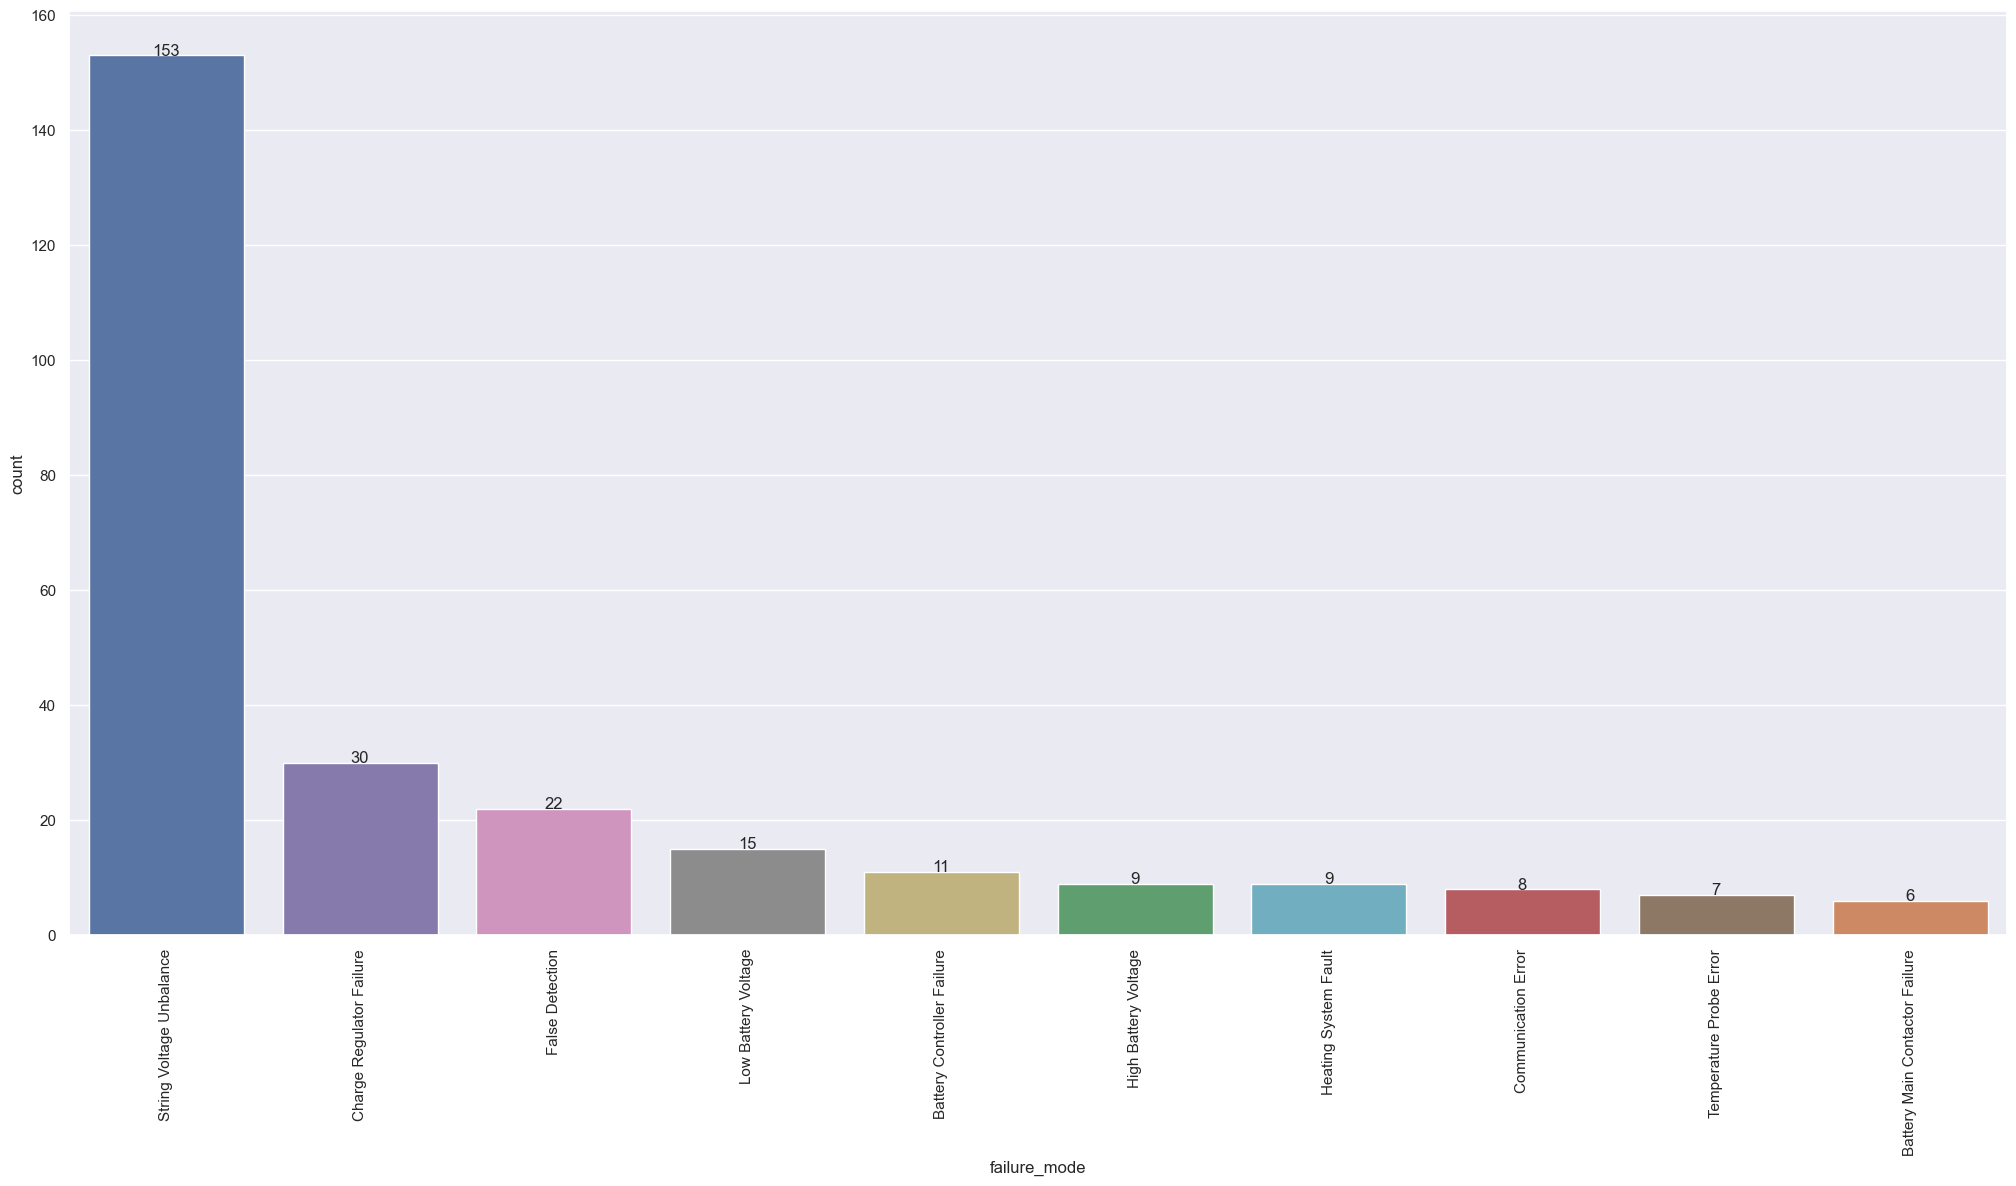 160
140
120
100
80
60
40
20
0
count
153
30
22
15
11
9
9
8
7
6
String Voltage Unbalance
Charge Regulator Failure
False Detection
Low Battery Voltage
Battery Controller Failure
High Battery Voltage
Heating System Fault
Communication Error
Temperature Probe Error
Battery Main Contactor Failure
failure_mode